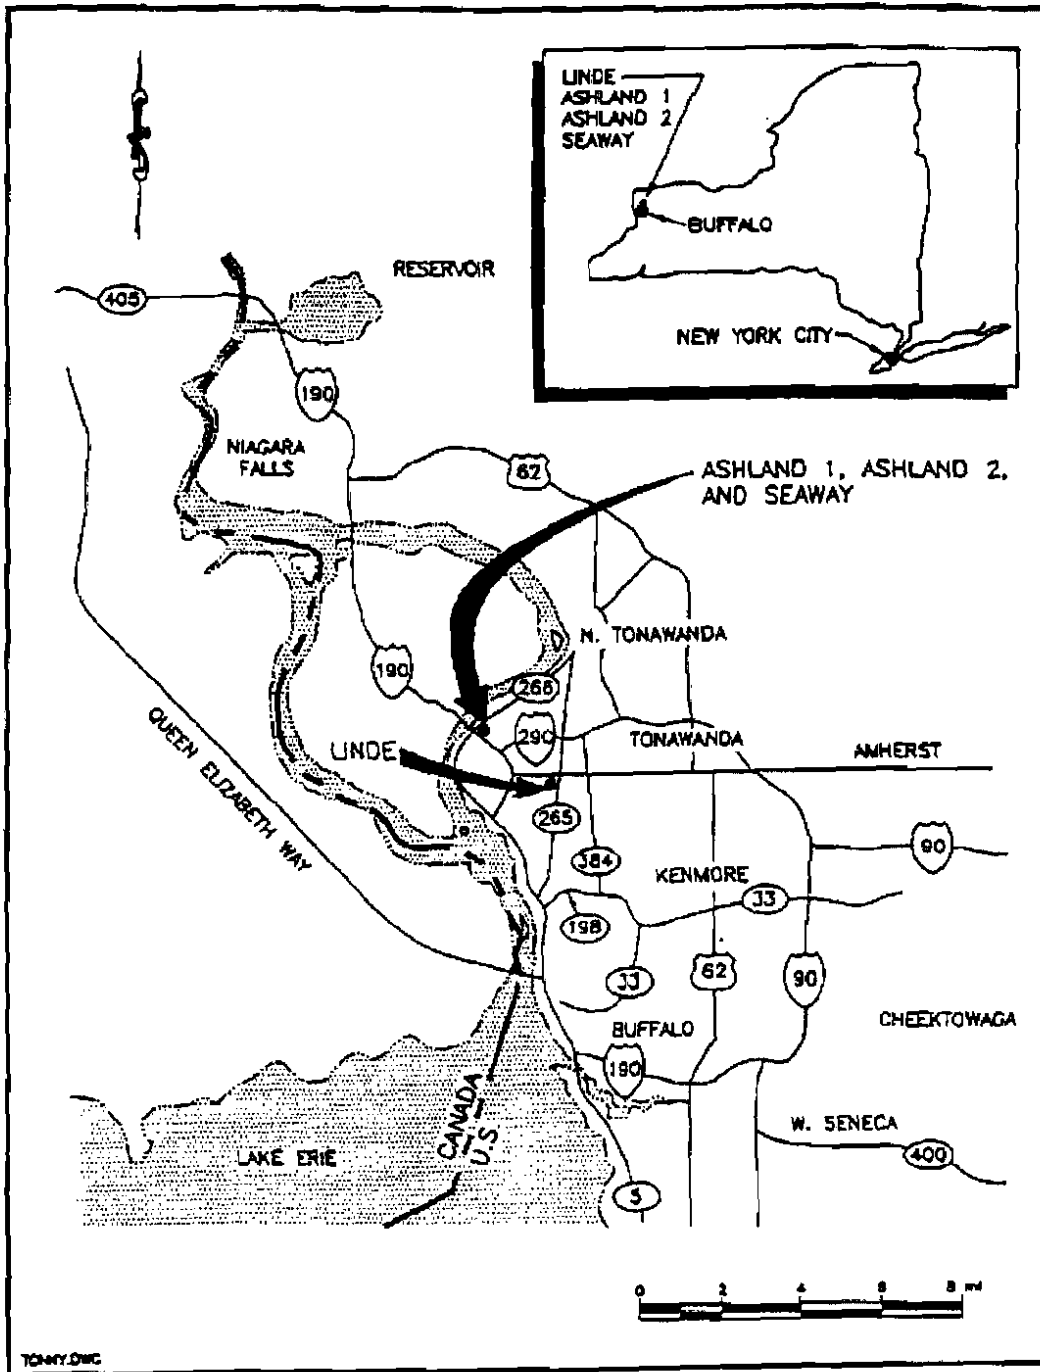 LINDE
ASHLAND 1
ASHLAND 2
SEAWAY
BUFFALO
NEW YORK CITY
RESERVOIR
405
190
NIAGARA
FALLS
62
ASHLAND 1, ASHLAND 2,
AND SEAWAY
N. TONAWANDA
190
266
290
TONAWANDA
LINDE
AMHERST
QUEEN ELIZABETH WAY
265
384
90
KENMORE
33
198
33
62
90
BUFFALO
CHEEKTOWAGA
190
CANADA
U.S
W. SENECA
LAKE ERIE
400
5
0 2 4 6 8 mi
TONNY.DWG